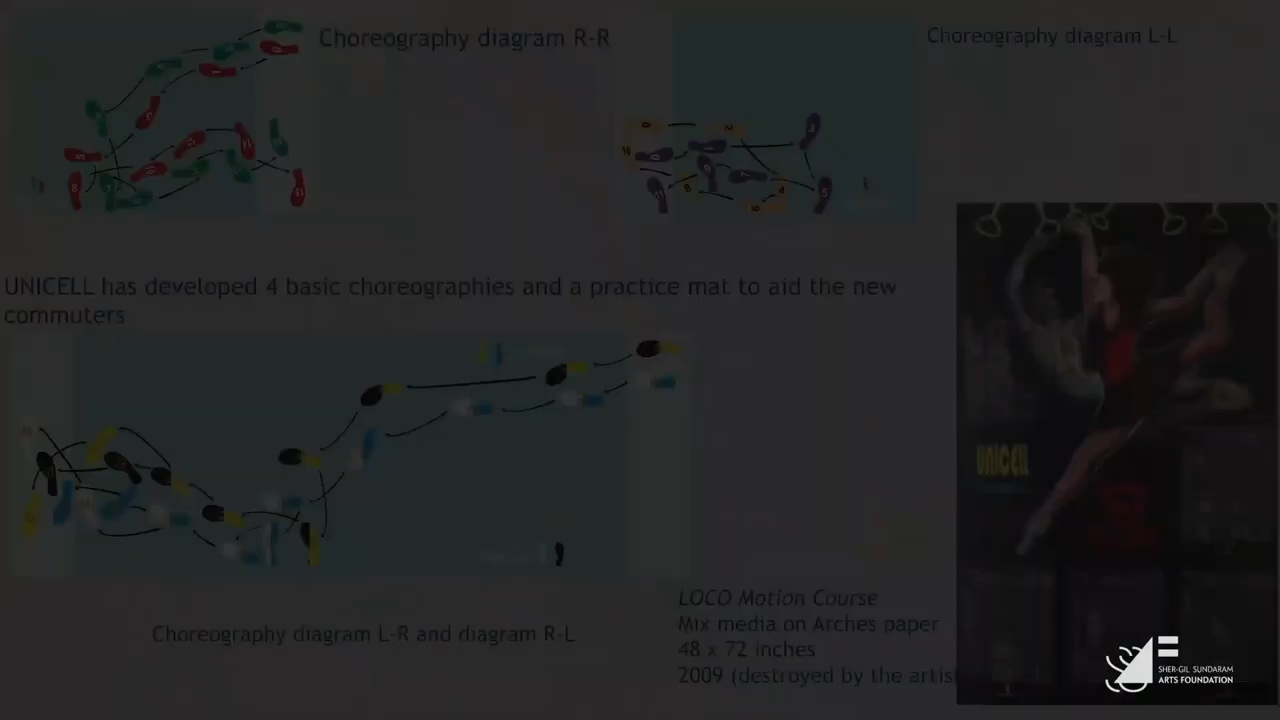 Choreography diagram R-R
Choreography diagram L-L
UNICELL has developed 4 basic choreographies and a practice mat to aid the new
commuters
UNICELL
Choreography diagram L-R and diagram R-L
LOCO Motion Course
Mix media on Arches paper
48 x 72 inches
2009 (destroyed by the artis
SHER-GIL SUNDARAM
ARTS FOUNDATION